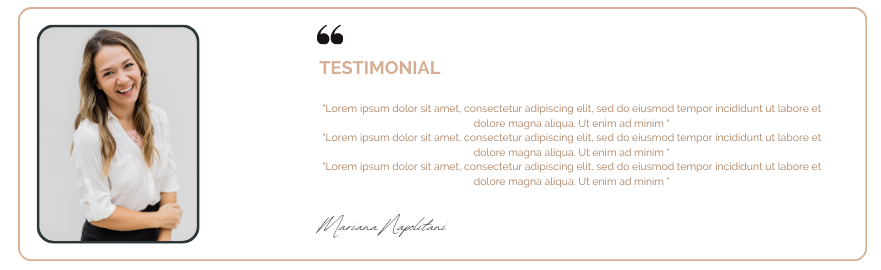 TESTIMONIAL
"Lorem ipsum dolor sit amet, consectetur adipiscing elit, sed do eiusmod tempor incididunt ut labore et
dolore magna aliqua. Ut enim ad minim "
"Lorem ipsum dolor sit amet, consectetur adipiscing elit, sed do eiusmod tempor incididunt ut labore et
dolore magna aliqua. Ut enim ad minim "
"Lorem ipsum dolor sit amet, consectetur adipiscing elit, sed do eiusmod tempor incididunt ut labore et
dolore magna aliqua. Ut enim ad minim "
Mariana Napolitani